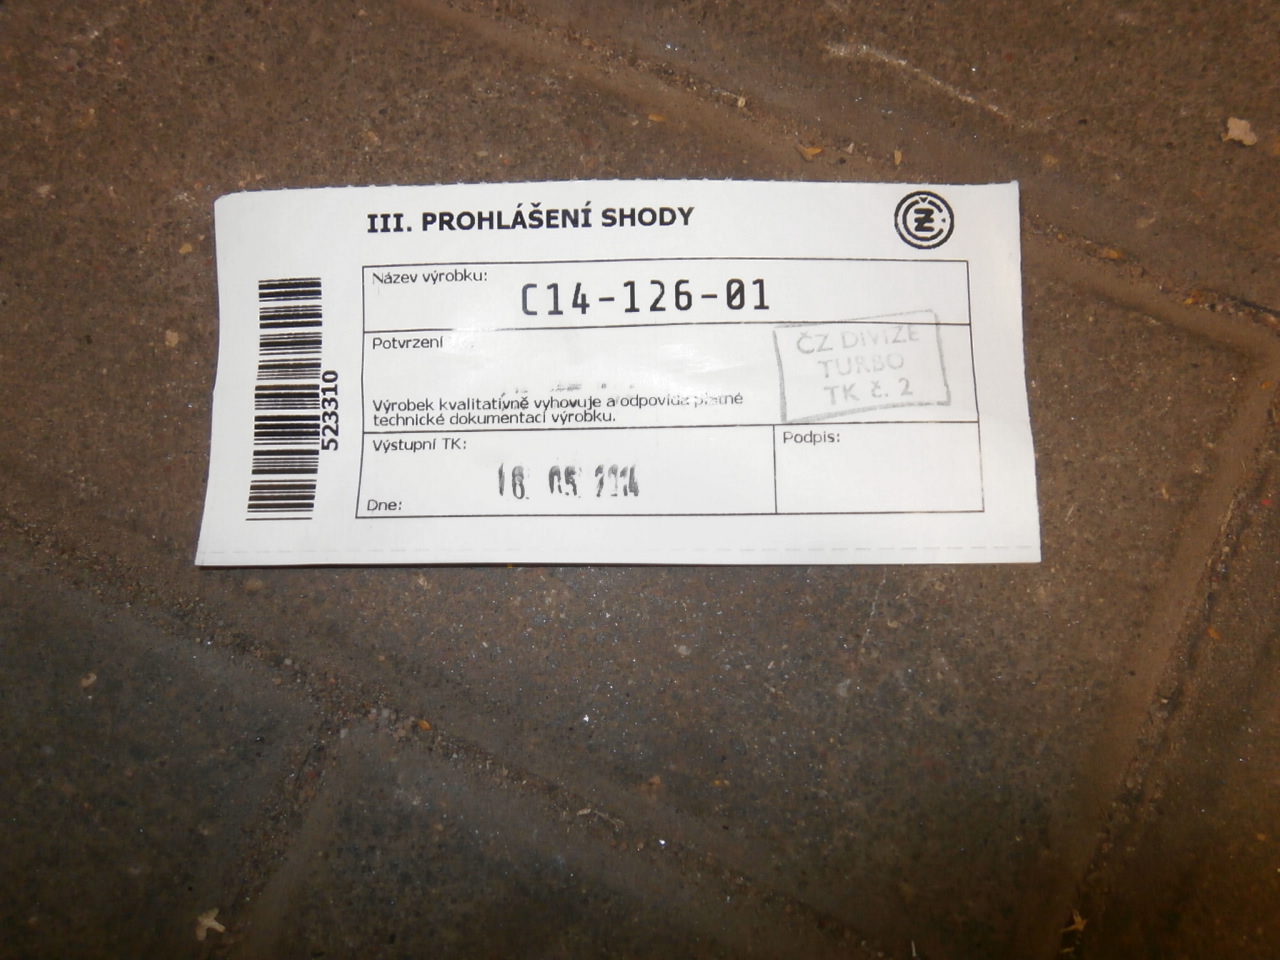 III. PROHLÁŠENÍ SHODY
ČZ
Název výrobku:
C14-126-01
Potvrzení
ČZ DIVIZE
TURBO
TK č. 2
Výrobek kvalitativně vyhovuje a odpovídá platné
technické dokumentaci výrobku.
Výstupní TK:
Podpis:
Dne:
523310